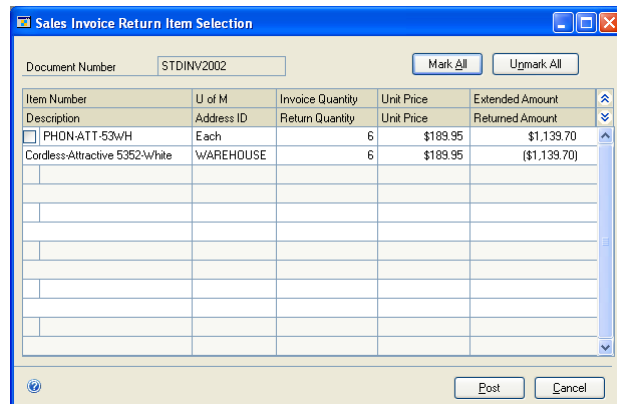 Sales Invoice Return Item Selection
Document Number STDINV2002 Mark All Unmark All
Item Number U of M Invoice Quantity Unit Price Extended Amount
Description Address ID Return Quantity Unit Price Returned Amount
PHON-ATT-53WH Each 6 $189.95 $1,139.70
Cordless-Attractive 5352-White WAREHOUSE 6 $189.95 ($1,139.70)
Post Cancel